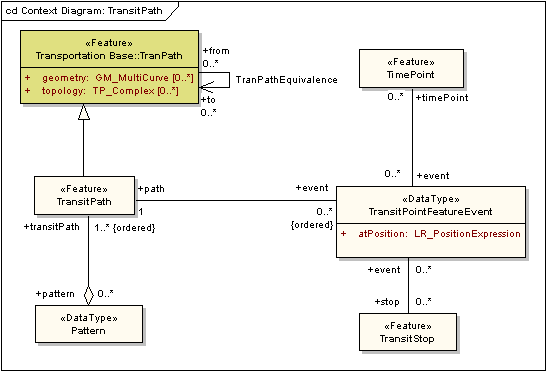 cd Context Diagram: TransitPath
«Feature»
Transportation Base::TranPath
+ geometry: GM_MultiCurve [0..*]
+ topology: TP_Complex [0..*]
+from
0..*
TranPathEquivalence
+to
0..*
«Feature»
TimePoint
0..*
+timePoint
0..*
+event
«Feature»
TransitPath
+path
1
+event
0..*
{ordered}
«DataType»
TransitPointFeatureEvent
+ atPosition: LR_PositionExpression
+transitPath
1..* {ordered}
+pattern
0..*
«DataType»
Pattern
+event
0..*
+stop
0..*
«Feature»
TransitStop